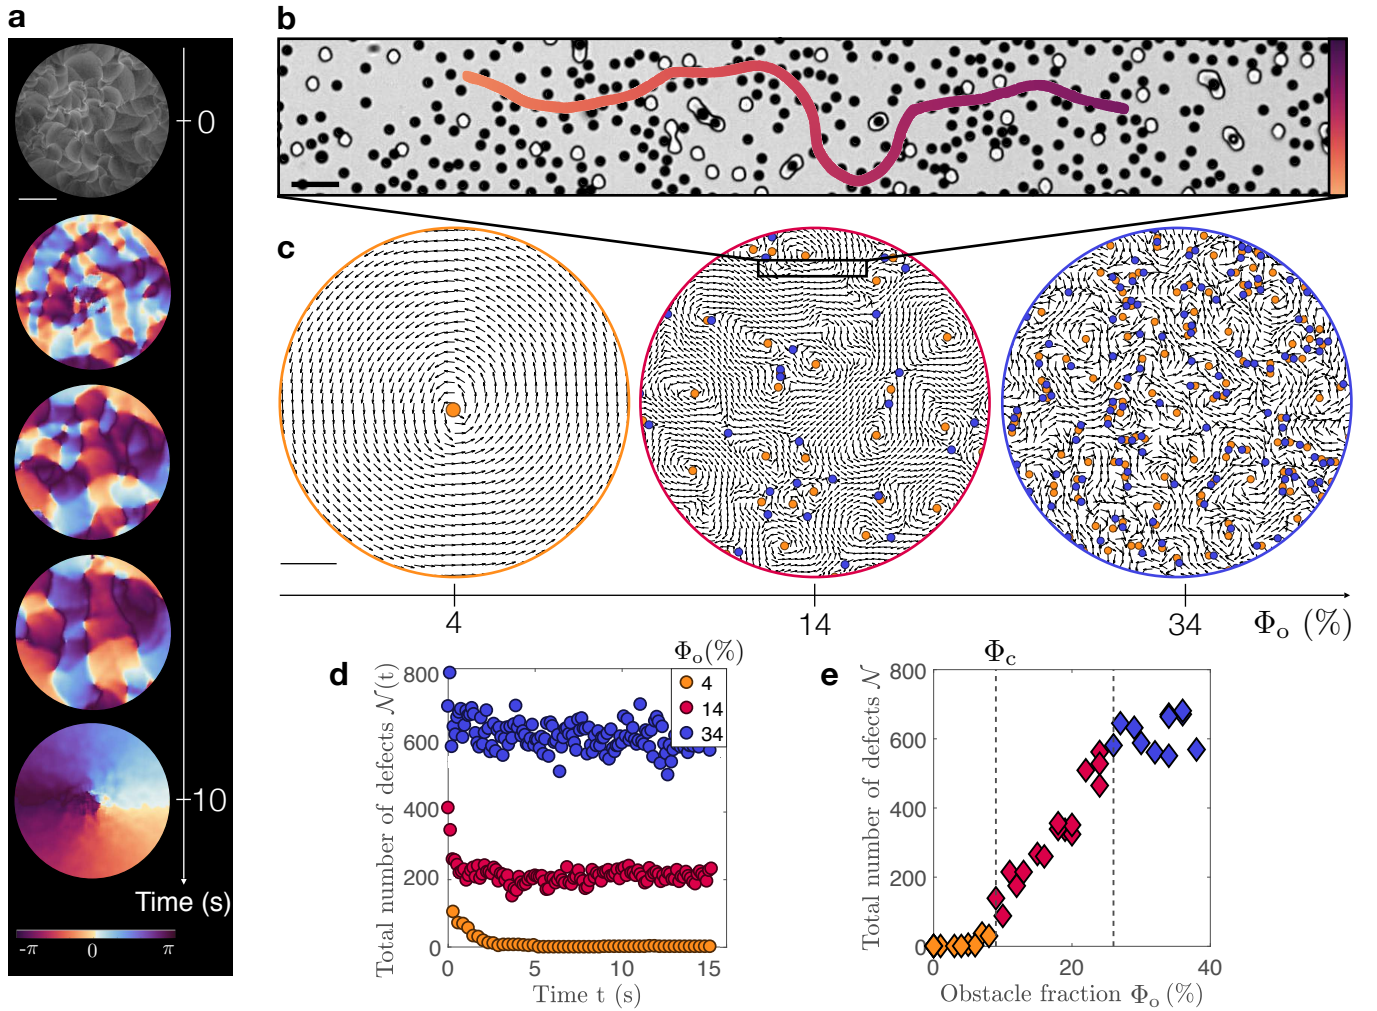 a
0
10
Time (s)
-π 0 π
b
c
4 14 34 Φₒ (%)
d
Φₒ(%)
4
14
34
Total number of defects 𝒩(t)
800
600
400
200
0
0 5 10 15
Time t (s)
e
Φ_c
Total number of defects 𝒩
800
600
400
200
0
0 20 40
Obstacle fraction Φₒ(%)